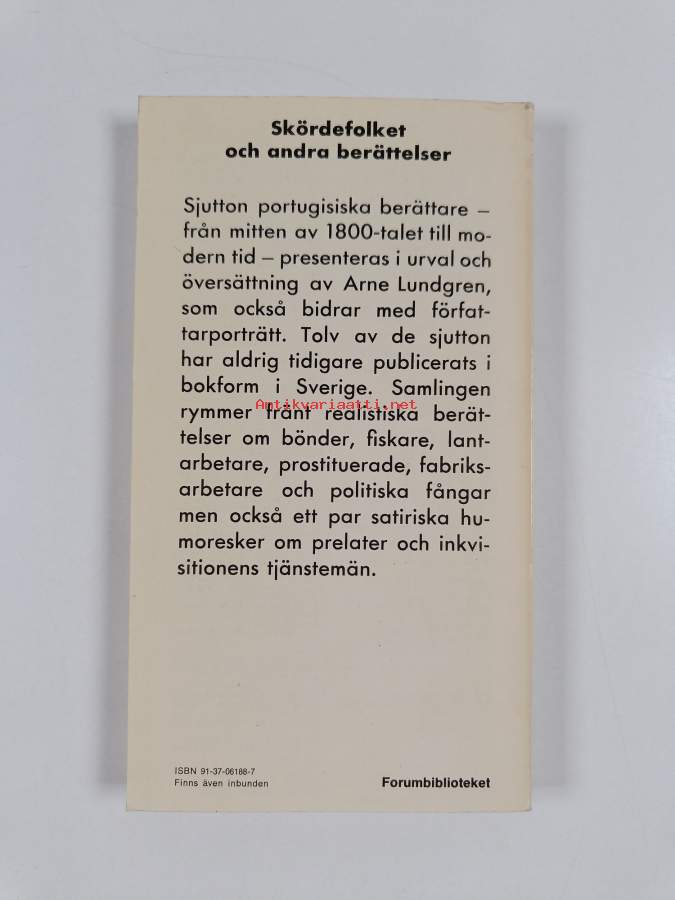 Skördefolket
och andra berättelser
Sjutton portugisiska berättare –
från mitten av 1800-talet till mo-
dern tid – presenteras i urval och
översättning av Arne Lundgren,
som också bidrar med förfat-
tarporträtt. Tolv av de sjutton
har aldrig tidigare publicerats i
bokform i Sverige. Samlingen
Antikvariaatti.net
rymmer främt realistiska berät-
telser om bönder, fiskare, lant-
arbetare, prostituerade, fabriks-
arbetare och politiska fångar
men också ett par satiriska hu-
moresker om prelater och inkvi-
sitionens tjänstemän.
ISBN 91-37-06188-7
Finns även inbunden
Forumbiblioteket